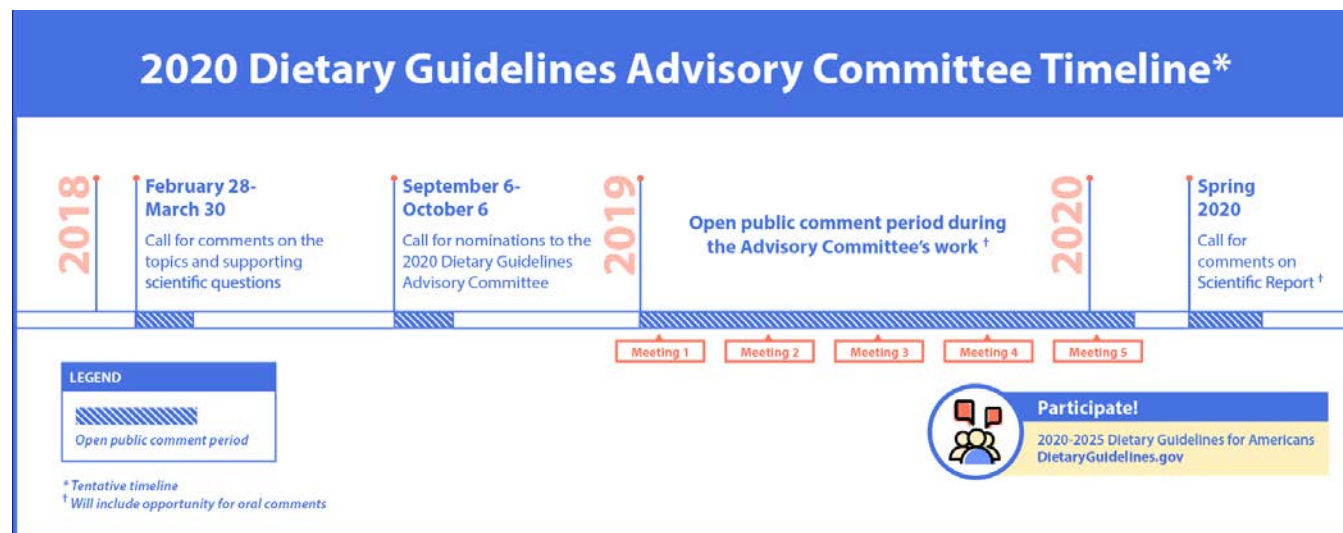 2020 Dietary Guidelines Advisory Committee Timeline*
2018
February 28-
March 30
Call for comments on the
topics and supporting
scientific questions
September 6-
October 6
Call for nominations to the
2020 Dietary Guidelines
Advisory Committee
2019
Open public comment period during
the Advisory Committee's work †
2020
Spring
2020
Call for
comments on
Scientific Report †
Meeting 1
Meeting 2
Meeting 3
Meeting 4
Meeting 5
LEGEND
Open public comment period
* Tentative timeline
† Will include opportunity for oral comments
Participate!
2020-2025 Dietary Guidelines for Americans
DietaryGuidelines.gov